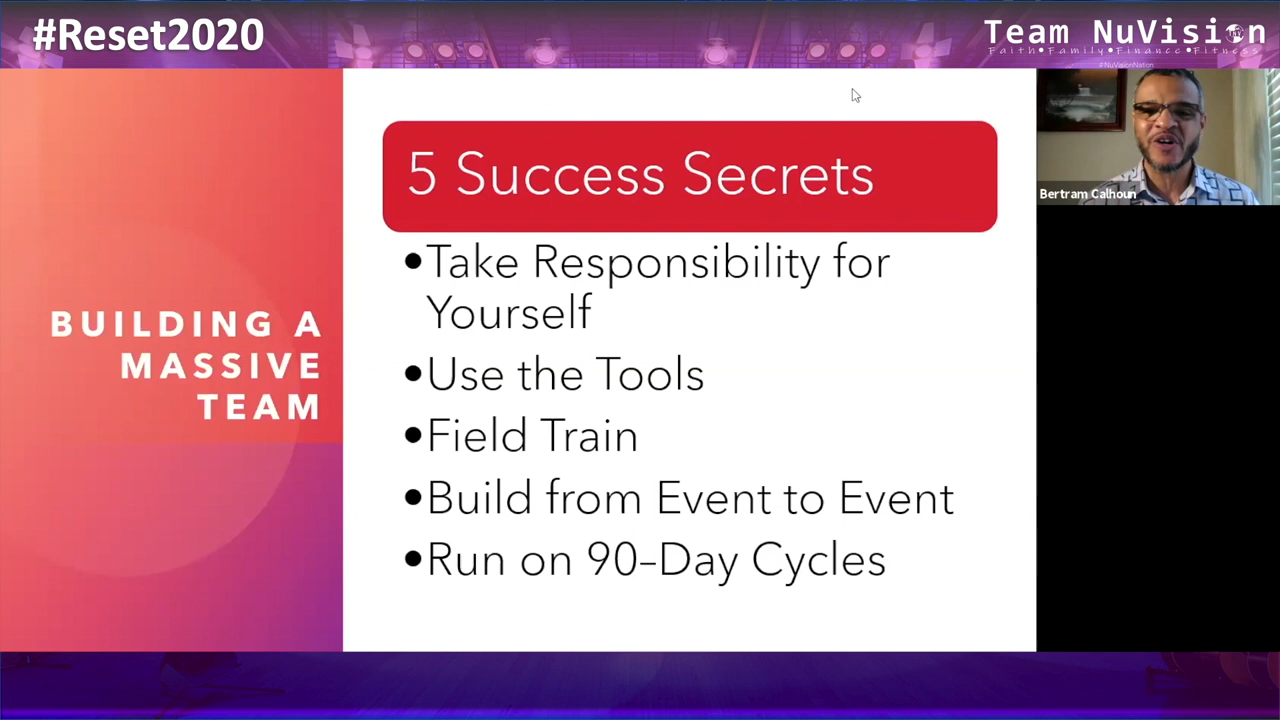 #Reset2020
Team NuVision
Faith•Family•Finance•Fitness
#NuVisionNation
BUILDING A
MASSIVE
TEAM
5 Success Secrets
•Take Responsibility for
Yourself
•Use the Tools
•Field Train
•Build from Event to Event
•Run on 90–Day Cycles
Bertram Calhoun